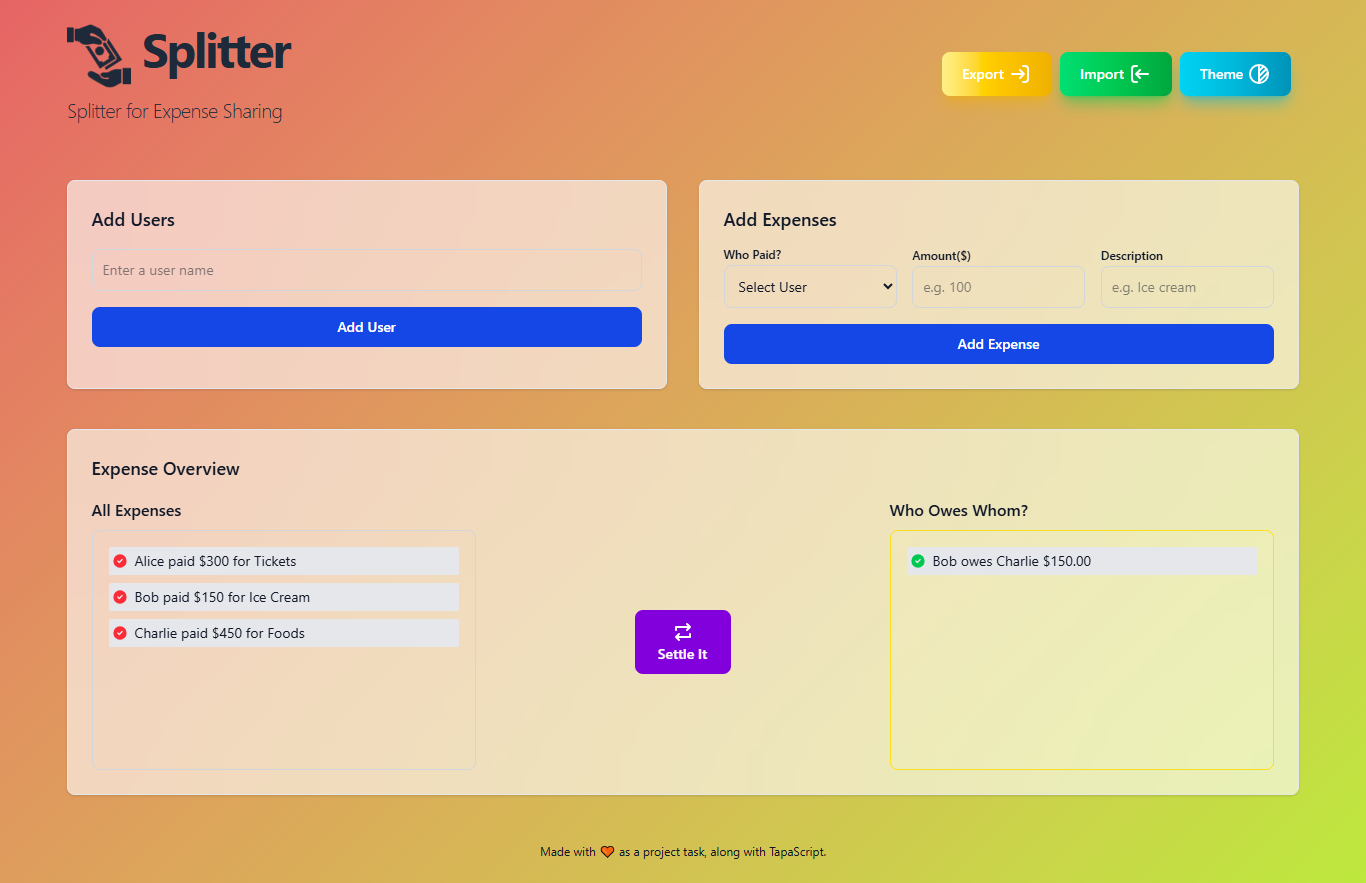 Splitter
Splitter for Expense Sharing
Export
Import
Theme
Add Users
Enter a user name
Add User
Add Expenses
Who Paid?
Amount($)
Description
Select User
e.g. 100
e.g. Ice cream
Add Expense
Expense Overview
All Expenses
Alice paid $300 for Tickets
Bob paid $150 for Ice Cream
Charlie paid $450 for Foods
Settle It
Who Owes Whom?
Bob owes Charlie $150.00
Made with ❤ as a project task, along with TapaScript.